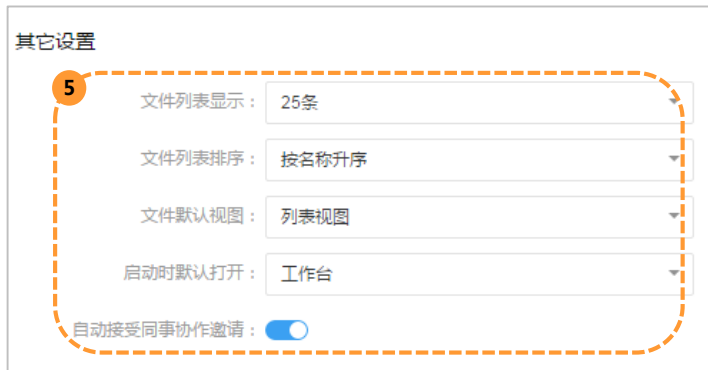 其它设置
5
文件列表显示： 25条
文件列表排序： 按名称升序
文件默认视图： 列表视图
启动时默认打开： 工作台
自动接受同事协作邀请：